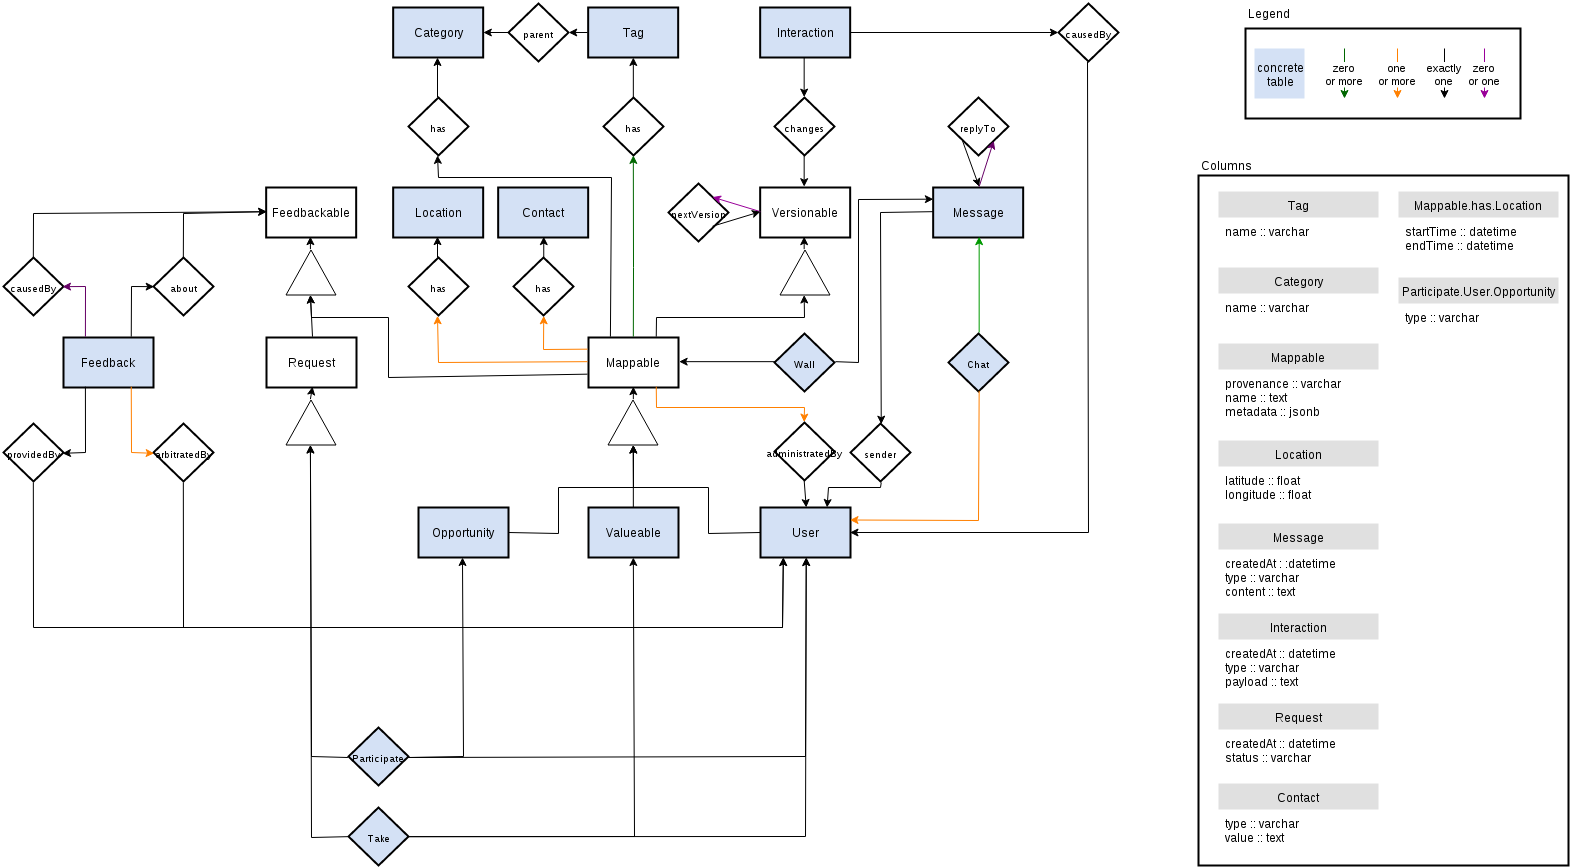 Legend
Category
parent
Tag
Interaction
causedBy
concrete
table
zero
or more
one
or more
exactly
one
zero
or one
has
has
changes
replyTo
Columns
Feedbackable
Location
Contact
nextVersion
Versionable
Message
causedBy
about
has
has
Feedback
Request
Mappable
Wall
Chat
providedBy
arbitratedBy
administratedBy
sender
Opportunity
Valueable
User
Participate
Take
Tag
name :: varchar
Category
name :: varchar
Mappable
provenance :: varchar
name :: text
metadata :: jsonb
Location
latitude :: float
longitude :: float
Message
createdAt : :datetime
type :: varchar
content :: text
Interaction
createdAt :: datetime
type :: varchar
payload :: text
Request
createdAt :: datetime
status :: varchar
Contact
type :: varchar
value :: text
Mappable.has.Location
startTime :: datetime
endTime :: datetime
Participate.User.Opportunity
type :: varchar